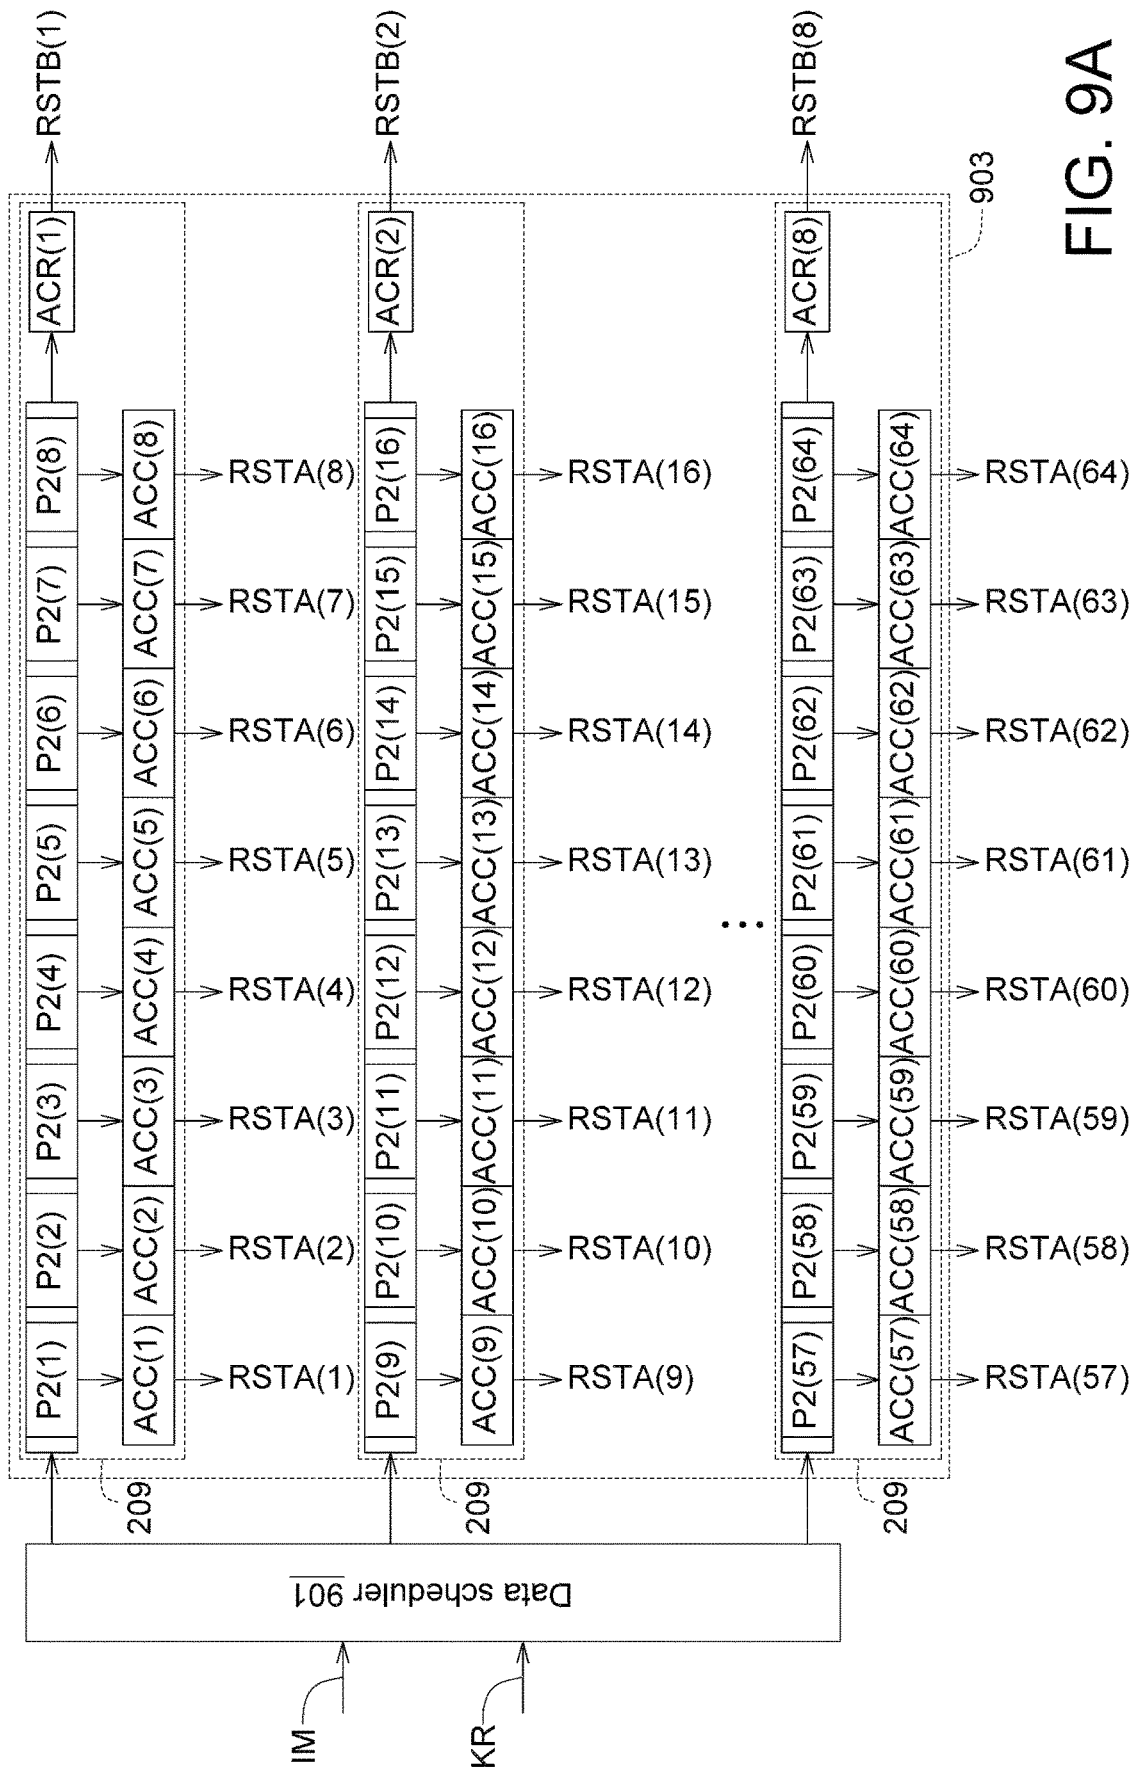 IM
KR
Data scheduler 901
209
P2(1) P2(2) P2(3) P2(4) P2(5) P2(6) P2(7) P2(8) ACR(1) RSTB(1)
ACC(1) ACC(2) ACC(3) ACC(4) ACC(5) ACC(6) ACC(7) ACC(8)
RSTA(1) RSTA(2) RSTA(3) RSTA(4) RSTA(5) RSTA(6) RSTA(7) RSTA(8)
209
P2(9) P2(10) P2(11) P2(12) P2(13) P2(14) P2(15) P2(16) ACR(2) RSTB(2)
ACC(9) ACC(10) ACC(11) ACC(12) ACC(13) ACC(14) ACC(15) ACC(16)
RSTA(9) RSTA(10) RSTA(11) RSTA(12) RSTA(13) RSTA(14) RSTA(15) RSTA(16)
...
209
P2(57) P2(58) P2(59) P2(60) P2(61) P2(62) P2(63) P2(64) ACR(8) RSTB(8)
ACC(57) ACC(58) ACC(59) ACC(60) ACC(61) ACC(62) ACC(63) ACC(64)
RSTA(57) RSTA(58) RSTA(59) RSTA(60) RSTA(61) RSTA(62) RSTA(63) RSTA(64)
903
FIG. 9A